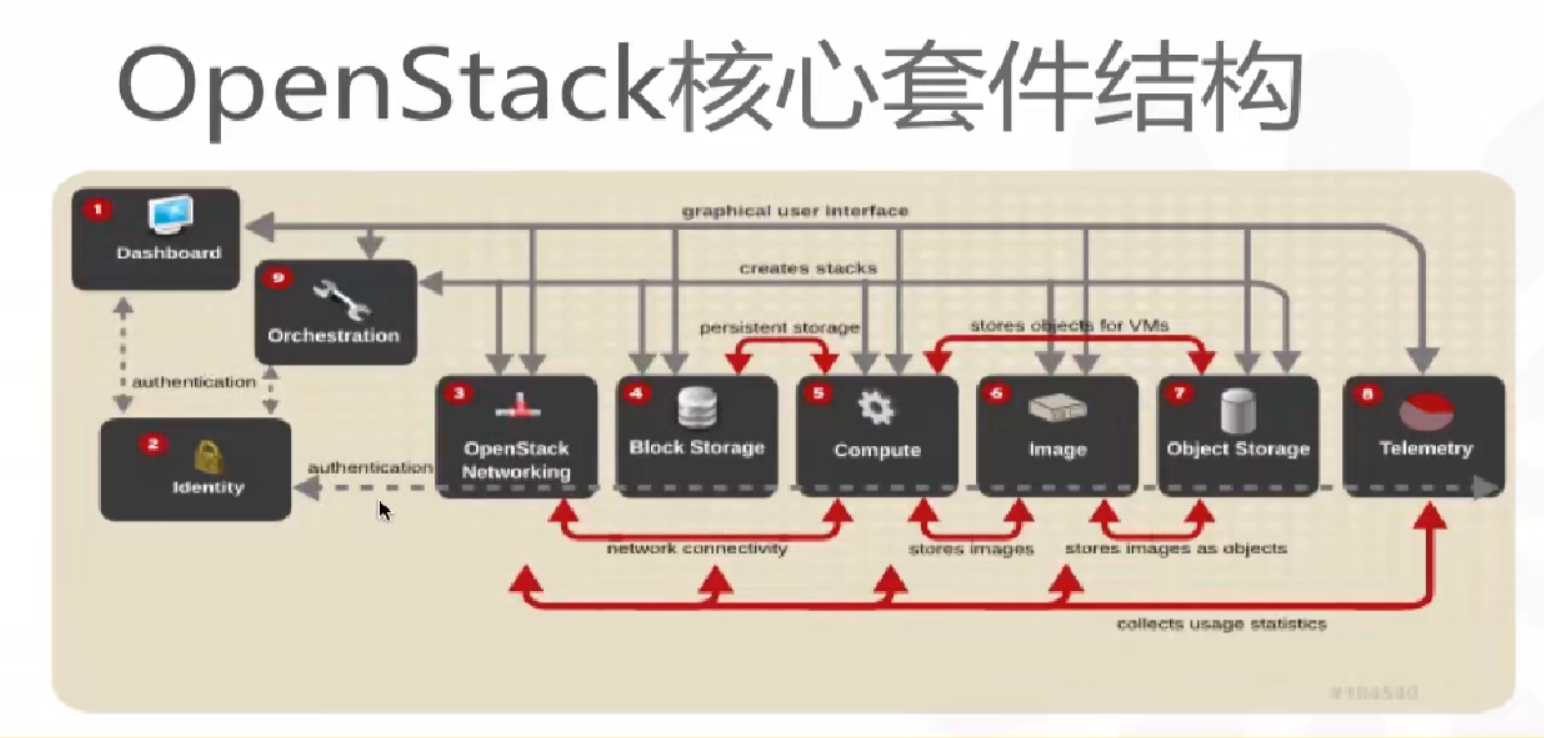 OpenStack核心套件结构
1
Dashboard
graphical user interface
9
Orchestration
creates stacks
persistent storage
stores objects for VMs
authentication
2
Identity
authentication
3
OpenStack
Networking
4
Block Storage
5
Compute
6
Image
7
Object Storage
8
Telemetry
network connectivity
stores images
stores images as objects
collects usage statistics